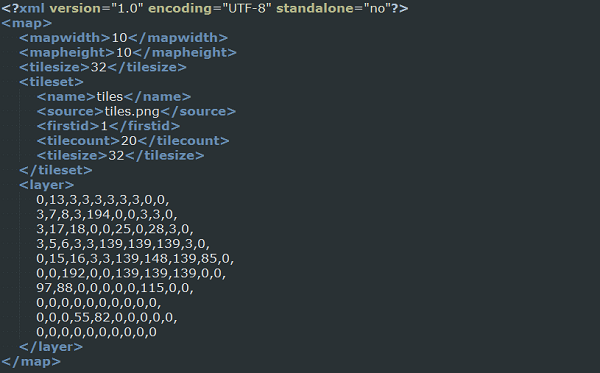 <?xml version="1.0" encoding="UTF-8" standalone="no"?>
<map>
<mapwidth>10</mapwidth>
<mapheight>10</mapheight>
<tilesize>32</tilesize>
<tileset>
<name>tiles</name>
<source>tiles.png</source>
<firstid>1</firstid>
<tilecount>20</tilecount>
<tilesize>32</tilesize>
</tileset>
<layer>
0,13,3,3,3,3,3,3,0,0,
3,7,8,3,194,0,0,3,3,0,
3,17,18,0,0,25,0,28,3,0,
3,5,6,3,3,139,139,139,3,0,
0,15,16,3,3,139,148,139,85,0,
0,0,192,0,0,139,139,139,0,0,
97,88,0,0,0,0,0,115,0,0,
0,0,0,0,0,0,0,0,0,0,
0,0,0,55,82,0,0,0,0,0,
0,0,0,0,0,0,0,0,0,0
</layer>
</map>